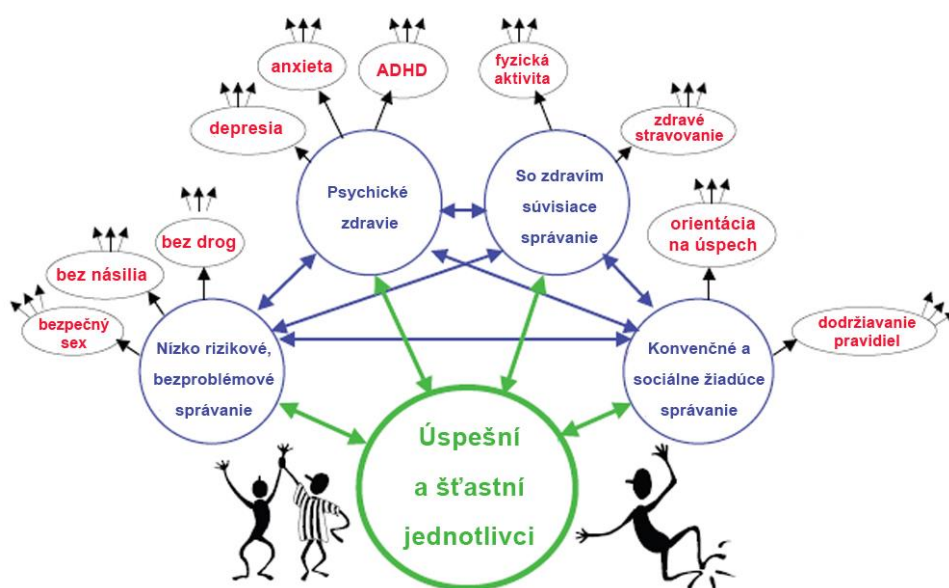 anxieta
ADHD
fyzická
aktivita
depresia
zdravé
stravovanie
Psychické
zdravie
So zdravím
súvisiace
správanie
bez drog
orientácia
na úspech
bez násilia
bezpečný
sex
Nízko rizikové,
bezproblémové
správanie
Konvenčné a
sociálne žiadúce
správanie
dodržiavanie
pravidiel
Úspešní
a šťastní
jednotlivci